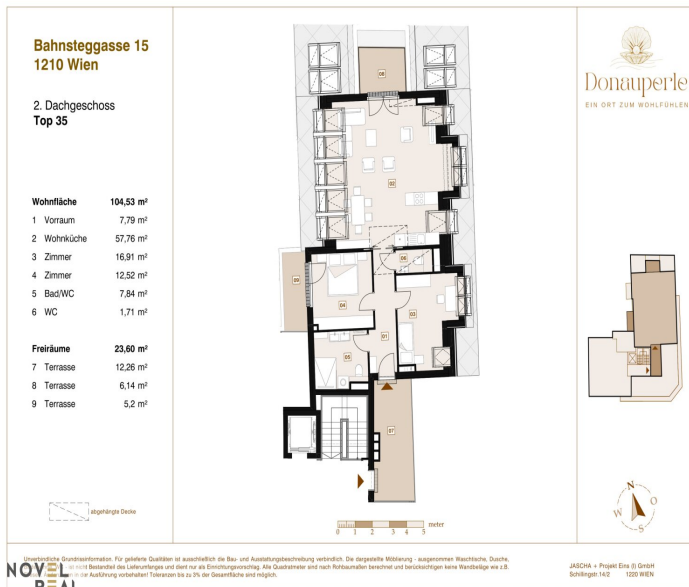 Bahnsteggasse 15
1210 Wien
2. Dachgeschoss
Top 35
Wohnfläche 104,53 m²
1 Vorraum 7,79 m²
2 Wohnküche 57,76 m²
3 Zimmer 16,91 m²
4 Zimmer 12,52 m²
5 Bad/WC 7,84 m²
6 WC 1,71 m²
Freiräume 23,60 m²
7 Terrasse 12,26 m²
8 Terrasse 6,14 m²
9 Terrasse 5,2 m²
abgehängte Decke
08
02
06
09
04
03
01
05
07
0 1 2 3 4 5 meter
Donauperle
EIN ORT ZUM WOHLFÜHLEN
N
W O
S
Unverbindliche Grundrissinformation. Für gelieferte Qualitäten ist ausschließlich die Bau- und Ausstattungsbeschreibung verbindlich. Die dargestellte Möblierung - ausgenommen Waschtische, Dusche,
ist nicht Bestandteil des Lieferumfanges und dient nur als Einrichtungsvorschlag. Alle Quadratmeter sind nach Rohbaumaßen berechnet und berücksichtigen keine Wandbeläge wie z.B.
in der Ausführung vorbehalten! Toleranzen bis zu 3% der Gesamtfläche sind möglich.
JASCHA + Projekt Eins (I) GmbH
Schillingstr.14/2 1220 WIEN
NOVEL
REAL